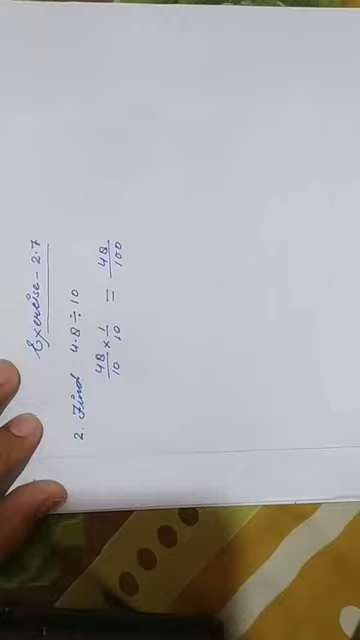 Exercise - 2.7
2. Find 4.8 ÷ 10
48/10 × 1/10 = 48/100